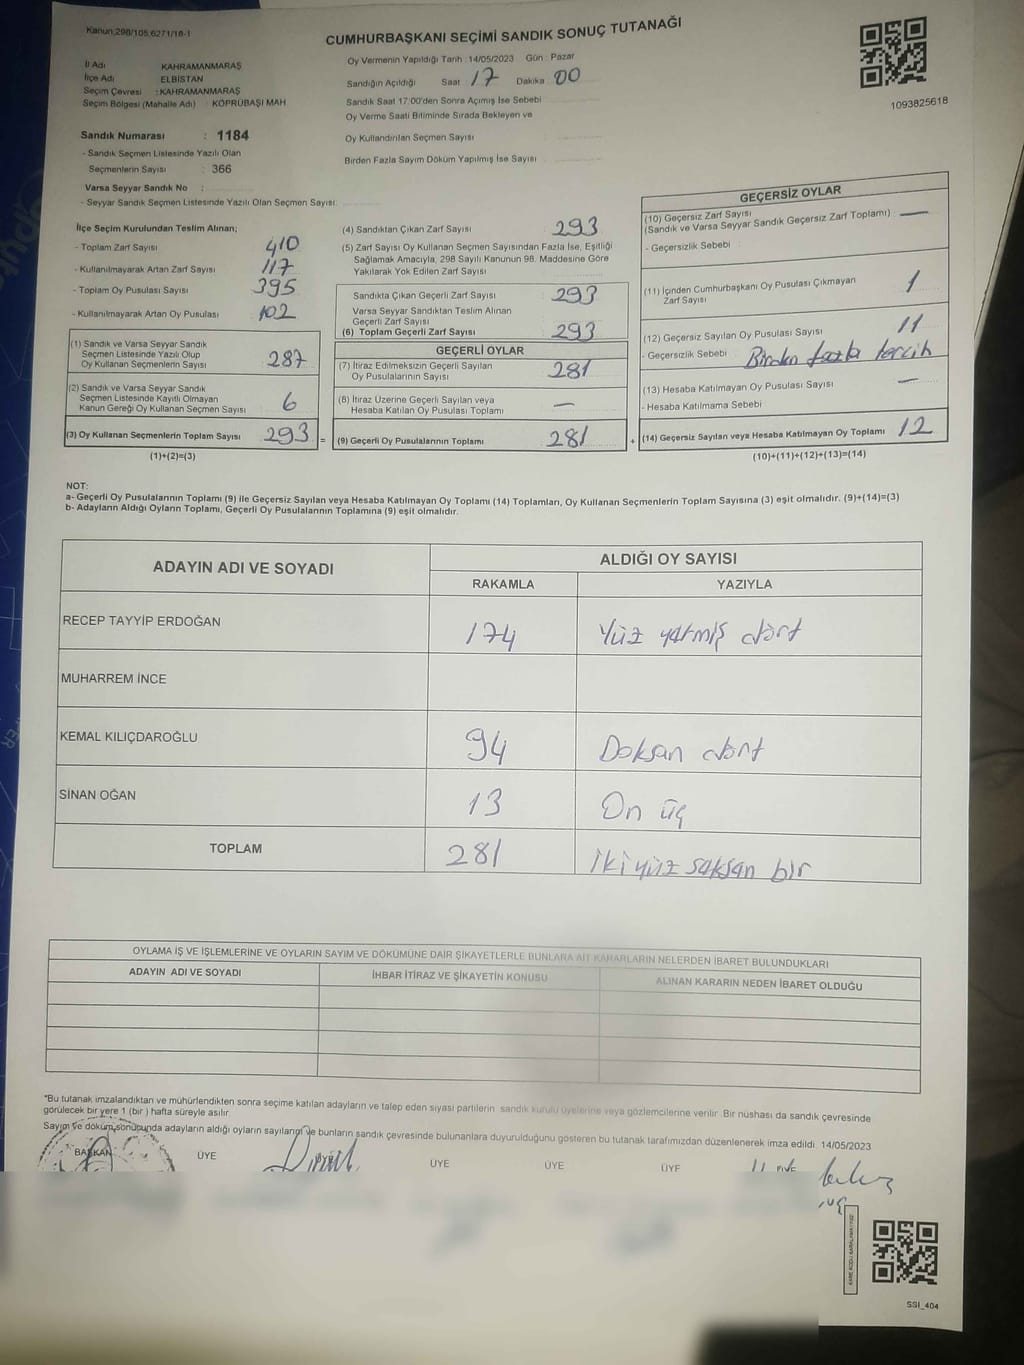 Kanun:298/105,6271/18-1
CUMHURBAŞKANI SEÇİMİ SANDIK SONUÇ TUTANAĞI
1093825618
İl Adı KAHRAMANMARAŞ
İlçe Adı ELBİSTAN
Seçim Çevresi : KAHRAMANMARAŞ
Seçim Bölgesi (Mahalle Adı) : KÖPRÜBAŞI MAH
Sandık Numarası : 1184
- Sandık Seçmen Listesinde Yazılı Olan
Seçmenlerin Sayısı : 366
Varsa Seyyar Sandık No :
- Seyyar Sandık Seçmen Listesinde Yazılı Olan Seçmen Sayısı:
Oy Vermenin Yapıldığı Tarih :14/05/2023 Gün : Pazar
Sandığın Açıldığı Saat 17 Dakika 00
Sandık Saat 17:00'den Sonra Açımış İse Sebebi
Oy Verme Saati Bitiminde Sırada Bekleyen ve
Oy Kullandırılan Seçmen Sayısı
Birden Fazla Sayım Döküm Yapılmış İse Sayısı
İlçe Seçim Kurulundan Teslim Alınan;
- Toplam Zarf Sayısı 410
- Kullanılmayarak Artan Zarf Sayısı 117
- Toplam Oy Pusulası Sayısı 395
- Kullanılmayarak Artan Oy Pusulası 102
(1) Sandık ve Varsa Seyyar Sandık
Seçmen Listesinde Yazılı Olup
Oy Kullanan Seçmenlerin Sayısı 287
(2) Sandık ve Varsa Seyyar Sandık
Seçmen Listesinde Kayıtlı Olmayan
Kanun Gereği Oy Kullanan Seçmen Sayısı 6
(3) Oy Kullanan Seçmenlerin Toplam Sayısı 293 =
(1)+(2)=(3)
(4) Sandıktan Çıkan Zarf Sayısı 293
(5) Zarf Sayısı Oy Kullanan Seçmen Sayısından Fazla İse, Eşitliği
Sağlamak Amacıyla, 298 Sayılı Kanunun 98. Maddesine Göre
Yakılarak Yok Edilen Zarf Sayısı
Sandıkta Çıkan Geçerli Zarf Sayısı 293
Varsa Seyyar Sandıktan Teslim Alınan
Geçerli Zarf Sayısı
(6) Toplam Geçerli Zarf Sayısı 293
GEÇERLİ OYLAR
(7) İtiraz Edilmeksizin Geçerli Sayılan
Oy Pusulalarının Sayısı 281
(8) İtiraz Üzerine Geçerli Sayılan veya
Hesaba Katılan Oy Pusulaları Toplamı —
(9) Geçerli Oy Pusulalarının Toplamı 281 +
GEÇERSİZ OYLAR
(10) Geçersiz Zarf Sayısı —
(Sandık ve Varsa Seyyar Sandık Geçersiz Zarf Toplamı)
- Geçersizlik Sebebi :
(11) İçinden Cumhurbaşkanı Oy Pusulası Çıkmayan
Zarf Sayısı 1
(12) Geçersiz Sayılan Oy Pusulası Sayısı 11
- Geçersizlik Sebebi Birden fazla tercih
(13) Hesaba Katılmayan Oy Pusulası Sayısı —
- Hesaba Katılmama Sebebi
(14) Geçersiz Sayılan veya Hesaba Katılmayan Oy Toplamı 12
(10)+(11)+(12)+(13)=(14)
NOT:
a- Geçerli Oy Pusulalarının Toplamı (9) ile Geçersiz Sayılan veya Hesaba Katılmayan Oy Toplamı (14) Toplamları, Oy Kullanan Seçmenlerin Toplam Sayısına (3) eşit olmalıdır. (9)+(14)=(3)
b- Adayların Aldığı Oyların Toplamı, Geçerli Oy Pusulalarının Toplamına (9) eşit olmalıdır.
ADAYIN ADI VE SOYADI ALDIĞI OY SAYISI
RAKAMLA YAZIYLA
RECEP TAYYİP ERDOĞAN 174 Yüz yetmiş dört
MUHARREM İNCE
KEMAL KILIÇDAROĞLU 94 Doksan dört
SİNAN OĞAN 13 On üç
TOPLAM 281 İkiyüz seksen bir
OYLAMA İŞ VE İŞLEMLERİNE VE OYLARIN SAYIM VE DÖKÜMÜNE DAİR ŞİKAYETLERLE BUNLARA AİT KARARLARIN NELERDEN İBARET BULUNDUKLARI
ADAYIN ADI VE SOYADI İHBAR İTİRAZ VE ŞİKAYETİN KONUSU ALINAN KARARIN NEDEN İBARET OLDUĞU
*Bu tutanak imzalandıktan ve mühürlendikten sonra seçime katılan adayların ve talep eden siyasi partilerin sandık kurulu üyelerine veya gözlemcilerine verilir. Bir nüshası da sandık çevresinde
görülecek bir yere 1 (bir ) hafta süreyle asılır.
Sayım ve döküm sonucunda adayların aldığı oyların sayılarını ve bunların sandık çevresinde bulunanlara duyurulduğunu gösteren bu tutanak tarafımızdan düzenlenerek imza edildi. 14/05/2023
BAŞKAN ÜYE ÜYE ÜYE ÜYE ÜYE
SSI_404